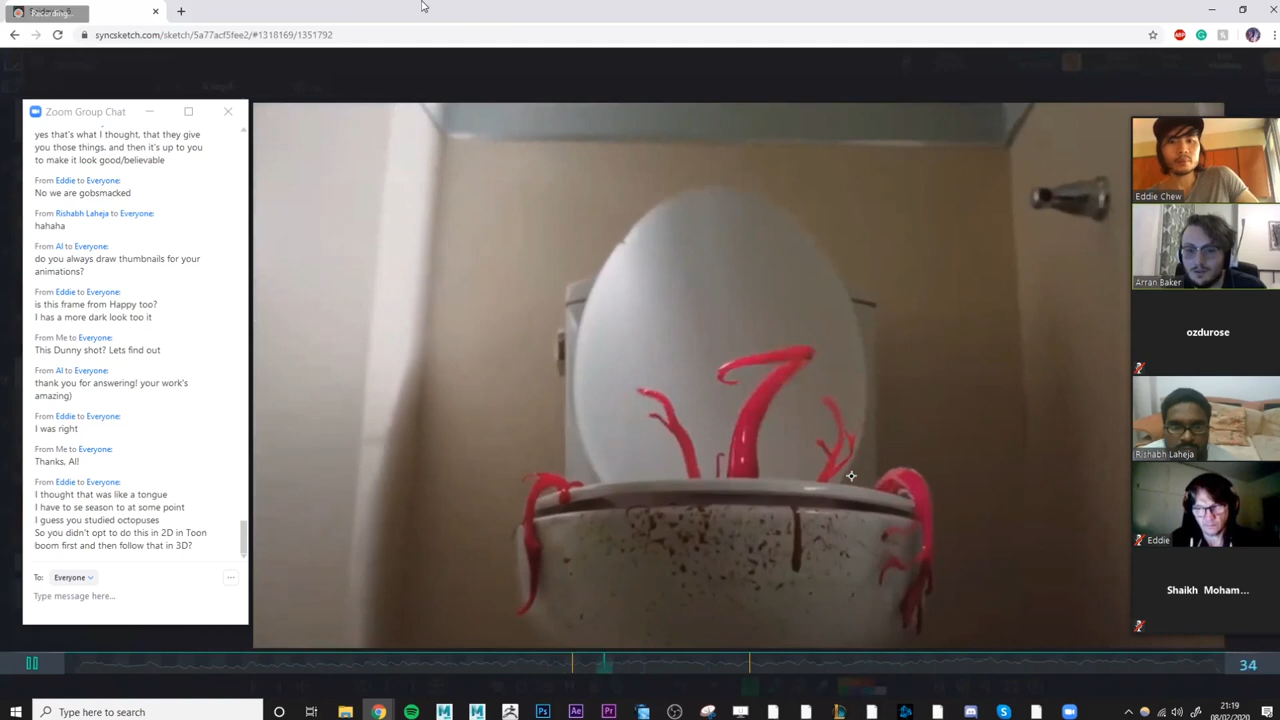 Recording...
syncsketch.com/sketch/5a77acf5fee2/#1318169/1351792
ABP
Zoom Group Chat
yes that's what I thought, that they give
you those things, and then it's up to you
to make it look good/believable
From Eddie to Everyone:
No we are gobsmacked
From Rishabh Laheja to Everyone:
hahaha
From Al to Everyone:
do you always draw thumbnails for your
animations?
From Eddie to Everyone:
is this frame from Happy too?
I has a more dark look too it
From Me to Everyone:
This Dunny shot? Lets find out
From Al to Everyone:
thank you for answering! your work's
amazing)
From Eddie to Everyone:
I was right
From Me to Everyone:
Thanks, Al!
From Eddie to Everyone:
I thought that was like a tongue
I have to se season to at some point
I guess you studied octopuses
So you didn't opt to do this in 2D in Toon
boom first and then follow that in 3D?
To: Everyone
Type message here...
Eddie Chew
Arran Baker
ozdurose
Rishabh Laheja
Eddie
Shaikh Moham...
34
Type here to search
21:19
08/02/2020